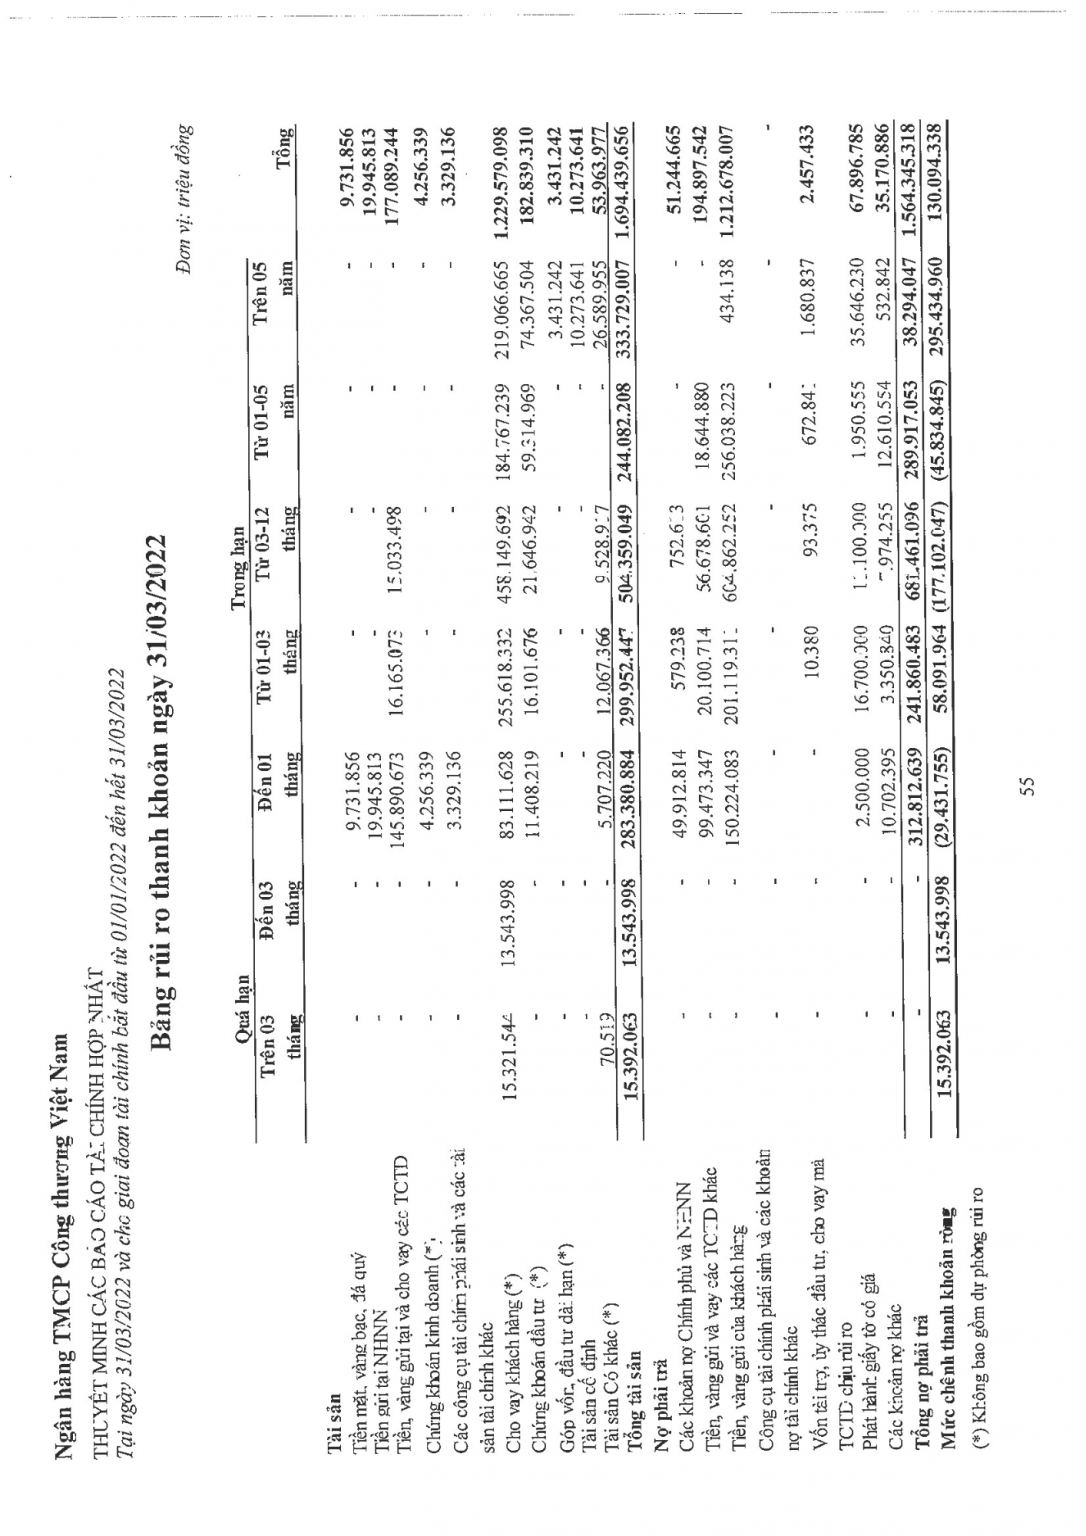 Ngân hàng TMCP Công thương Việt Nam
THUYẾT MINH CÁC BÁO CÁO TÀI CHÍNH HỢP NHẤT
Tại ngày 31/03/2022 và cho giai đoạn tài chính bắt đầu từ 01/01/2022 đến hết 31/03/2022
Bảng rủi ro thanh khoản ngày 31/03/2022
Đơn vị: triệu đồng
Quá hạn Trong hạn
Trên 03 Đến 03 Đến 01 Từ 01-03 Từ 03-12 Từ 01-05 Trên 05
tháng tháng tháng tháng tháng năm năm Tổng
Tài sản
Tiền mặt, vàng bạc, đá quý - - 9.731.856 - - - - 9.731.856
Tiền gửi tại NHNN - - 19.945.813 - - - - 19.945.813
Tiền, vàng gửi tại và cho vay các TCTD - - 145.890.673 16.165.073 15.033.498 - - 177.089.244
Chứng khoán kinh doanh (*) - - 4.256.339 - - - - 4.256.339
Các công cụ tài chính phái sinh và các tài - - 3.329.136 - - - - 3.329.136
sản tài chính khác
Cho vay khách hàng (*) 15.321.544 13.543.998 83.111.628 255.618.332 458.149.692 184.767.239 219.066.665 1.229.579.098
Chứng khoán đầu tư (*) - - 11.408.219 16.101.676 21.646.942 59.314.969 74.367.504 182.839.310
Góp vốn, đầu tư dài hạn (*) - - - - - - 3.431.242 3.431.242
Tài sản cố định - - - - - - 10.273.641 10.273.641
Tài sản Có khác (*) 70.519 - 5.707.220 12.067.366 9.528.917 - 26.589.955 53.963.977
Tổng tài sản 15.392.063 13.543.998 283.380.884 299.952.447 504.359.049 244.082.208 333.729.007 1.694.439.656
Nợ phải trả
Các khoản nợ Chính phủ và NHNN - - 49.912.814 579.238 752.613 - - 51.244.665
Tiền, vàng gửi và vay các TCTD khác - - 99.473.347 20.100.714 56.678.601 18.644.880 - 194.897.542
Tiền, vàng gửi của khách hàng - - 150.224.083 201.119.311 604.862.252 256.038.223 434.138 1.212.678.007
Công cụ tài chính phái sinh và các khoản - - - - - - - -
nợ tài chính khác
Vốn tài trợ, ủy thác đầu tư, cho vay mà - - - 10.380 93.375 672.841 1.680.837 2.457.433
TCTD chịu rủi ro
Phát hành giấy tờ có giá - - 2.500.000 16.700.000 11.100.000 1.950.555 35.646.230 67.896.785
Các khoản nợ khác - - 10.702.395 3.350.840 7.974.255 12.610.554 532.842 35.170.886
Tổng nợ phải trả - - 312.812.639 241.860.483 681.461.096 289.917.053 38.294.047 1.564.345.318
Mức chênh thanh khoản ròng 15.392.063 13.543.998 (29.431.755) 58.091.964 (177.102.047) (45.834.845) 295.434.960 130.094.338
(*) Không bao gồm dự phòng rủi ro
55